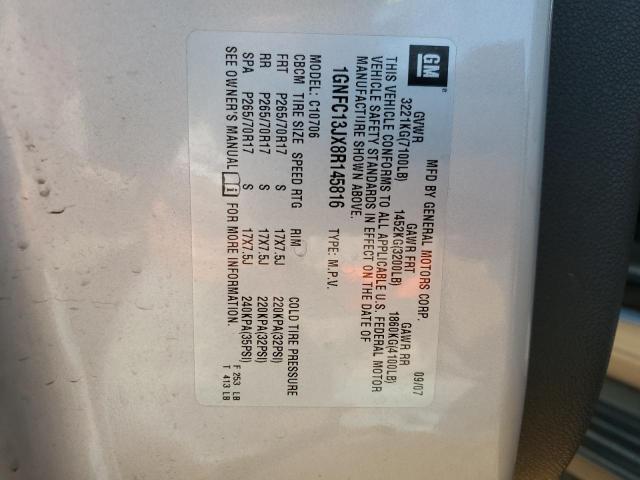 GM
MFD BY GENERAL MOTORS CORP. 09/07
GVWR GAWR FRT GAWR RR
3221KG(7100LB) 1452KG(3200LB) 1860KG(4100LB)
THIS VEHICLE CONFORMS TO ALL APPLICABLE U.S. FEDERAL MOTOR
VEHICLE SAFETY STANDARDS IN EFFECT ON THE DATE OF
MANUFACTURE SHOWN ABOVE.
1GNFC13JX8R145816 TYPE: M.P.V.
MODEL: C10706
CBCM TIRE SIZE SPEED RTG RIM COLD TIRE PRESSURE
FRT P265/70R17 S 17X7.5J 220KPA(32PSI)
RR P265/70R17 S 17X7.5J 220KPA(32PSI)
SPA P265/70R17 S 17X7.5J 240KPA(35PSI)
SEE OWNER'S MANUAL i FOR MORE INFORMATION.
F 253 LB
T 413 LB